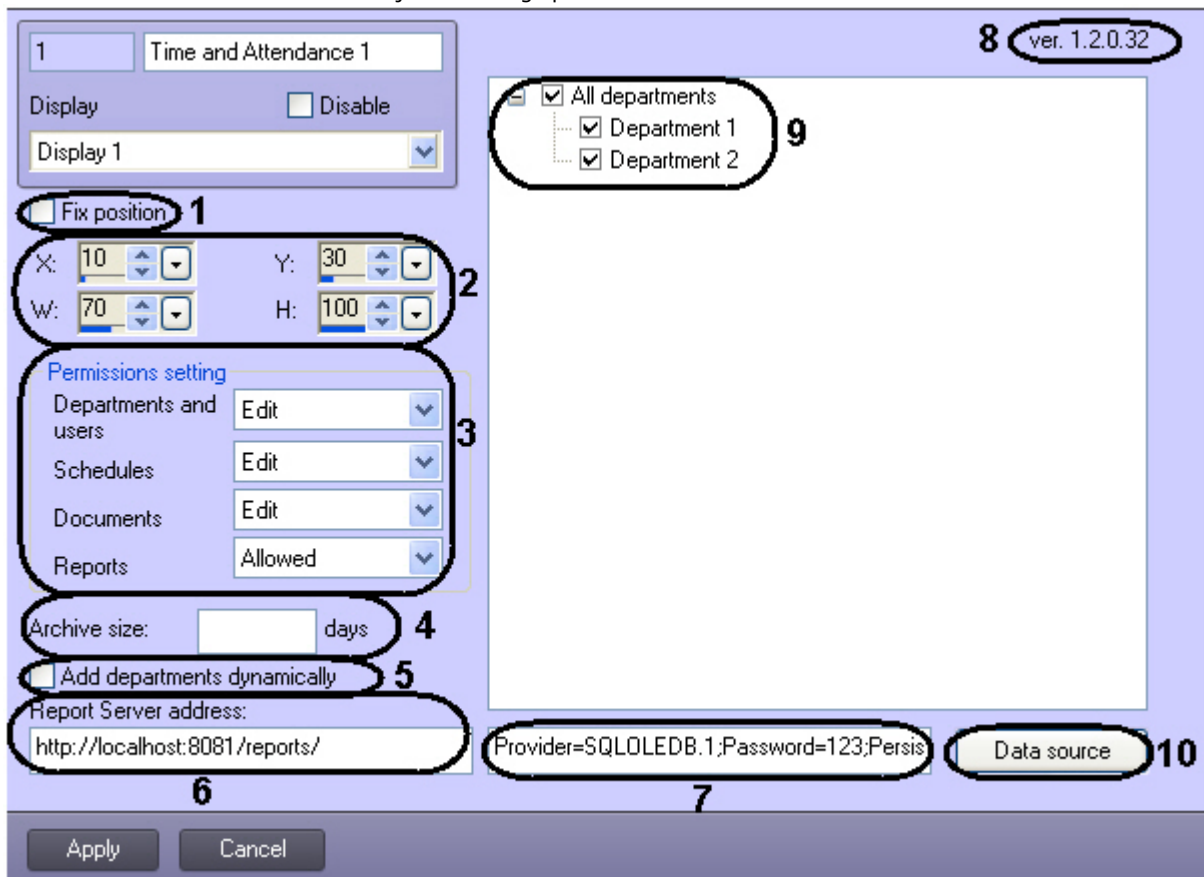 1
Time and Attendance 1
8
ver. 1.2.0.32
Display
Disable
Display 1
All departments
Department 1
Department 2
9
Fix position
1
X: 10
Y: 30
W: 70
H: 100
2
Permissions setting
Departments and users
Edit
Schedules
Edit
Documents
Edit
Reports
Allowed
3
Archive size:
days
4
Add departments dynamically
5
Report Server address:
http://localhost:8081/reports/
6
Provider=SQLOLEDB.1;Password=123;Persis
7
Data source
10
Apply
Cancel